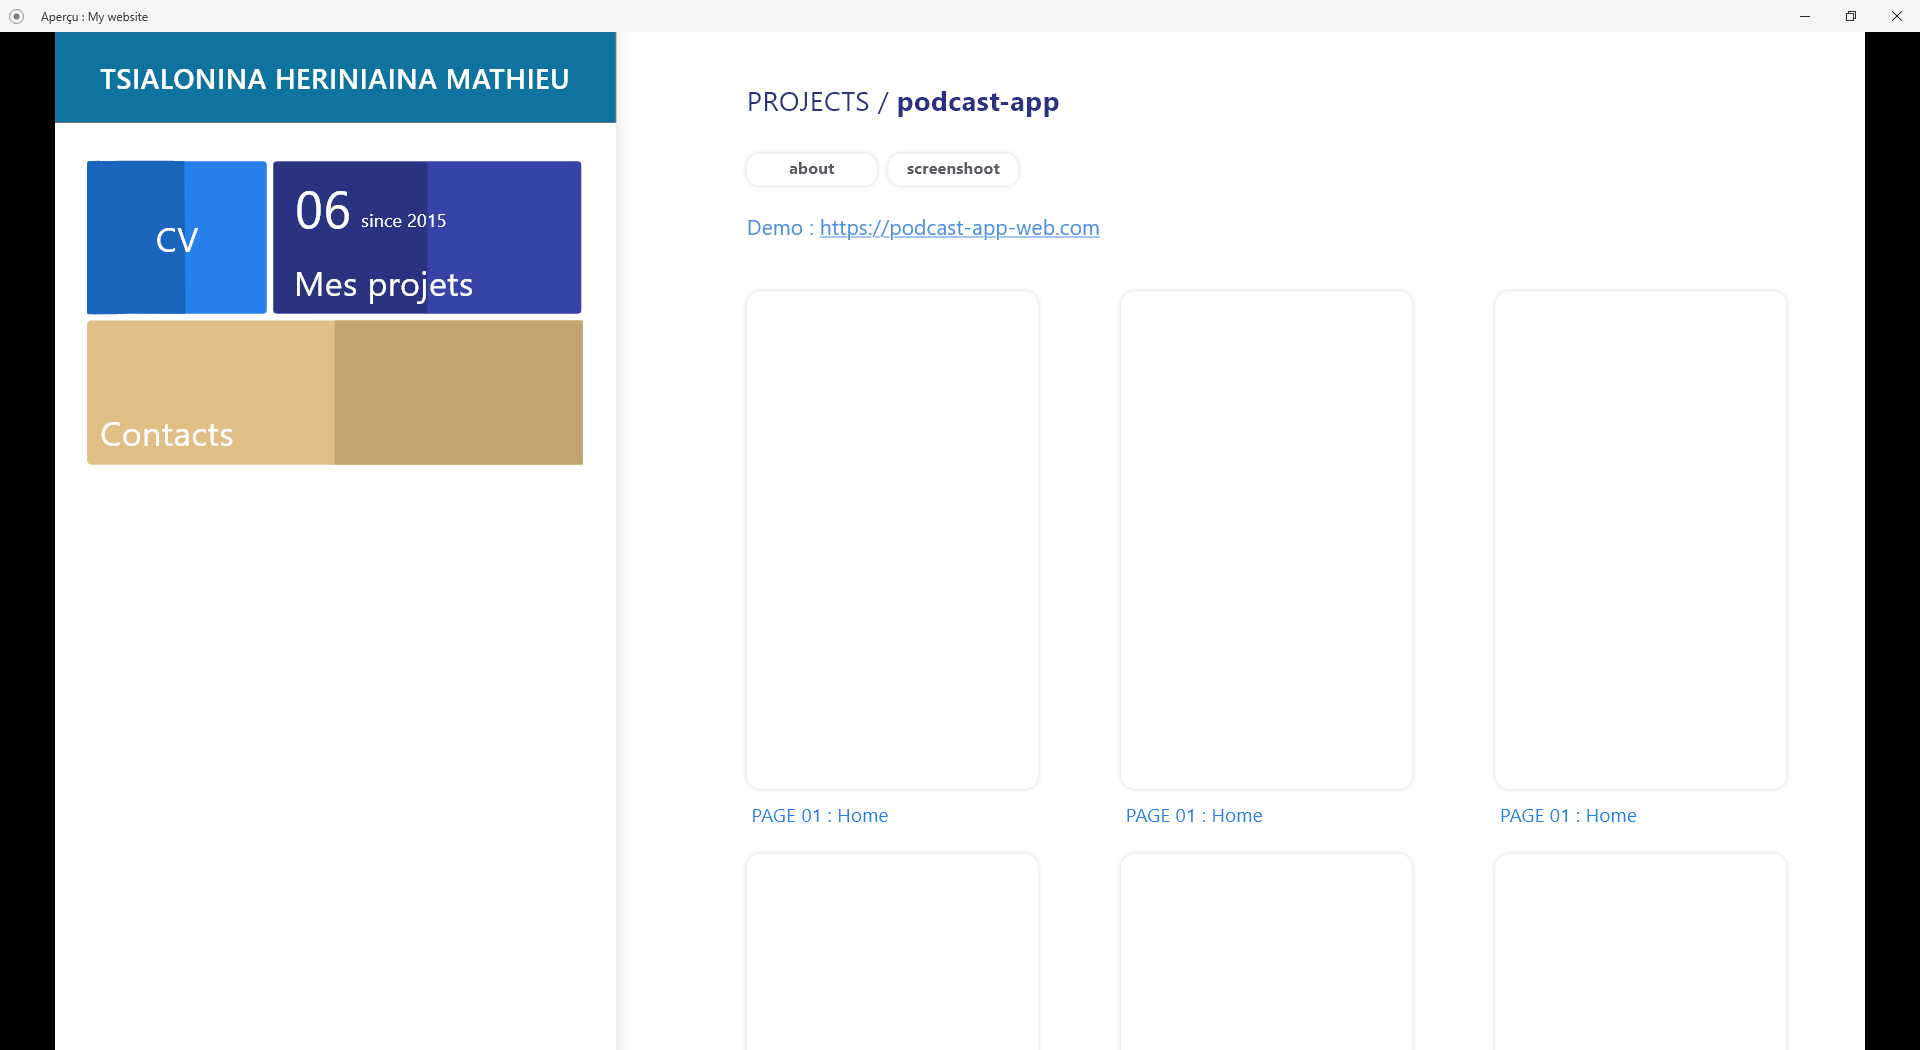 Aperçu : My website
TSIALONINA HERINIAINA MATHIEU
CV
06 since 2015
Mes projets
Contacts
PROJECTS / podcast-app
about screenshoot
Demo : https://podcast-app-web.com
PAGE 01 : Home
PAGE 01 : Home
PAGE 01 : Home